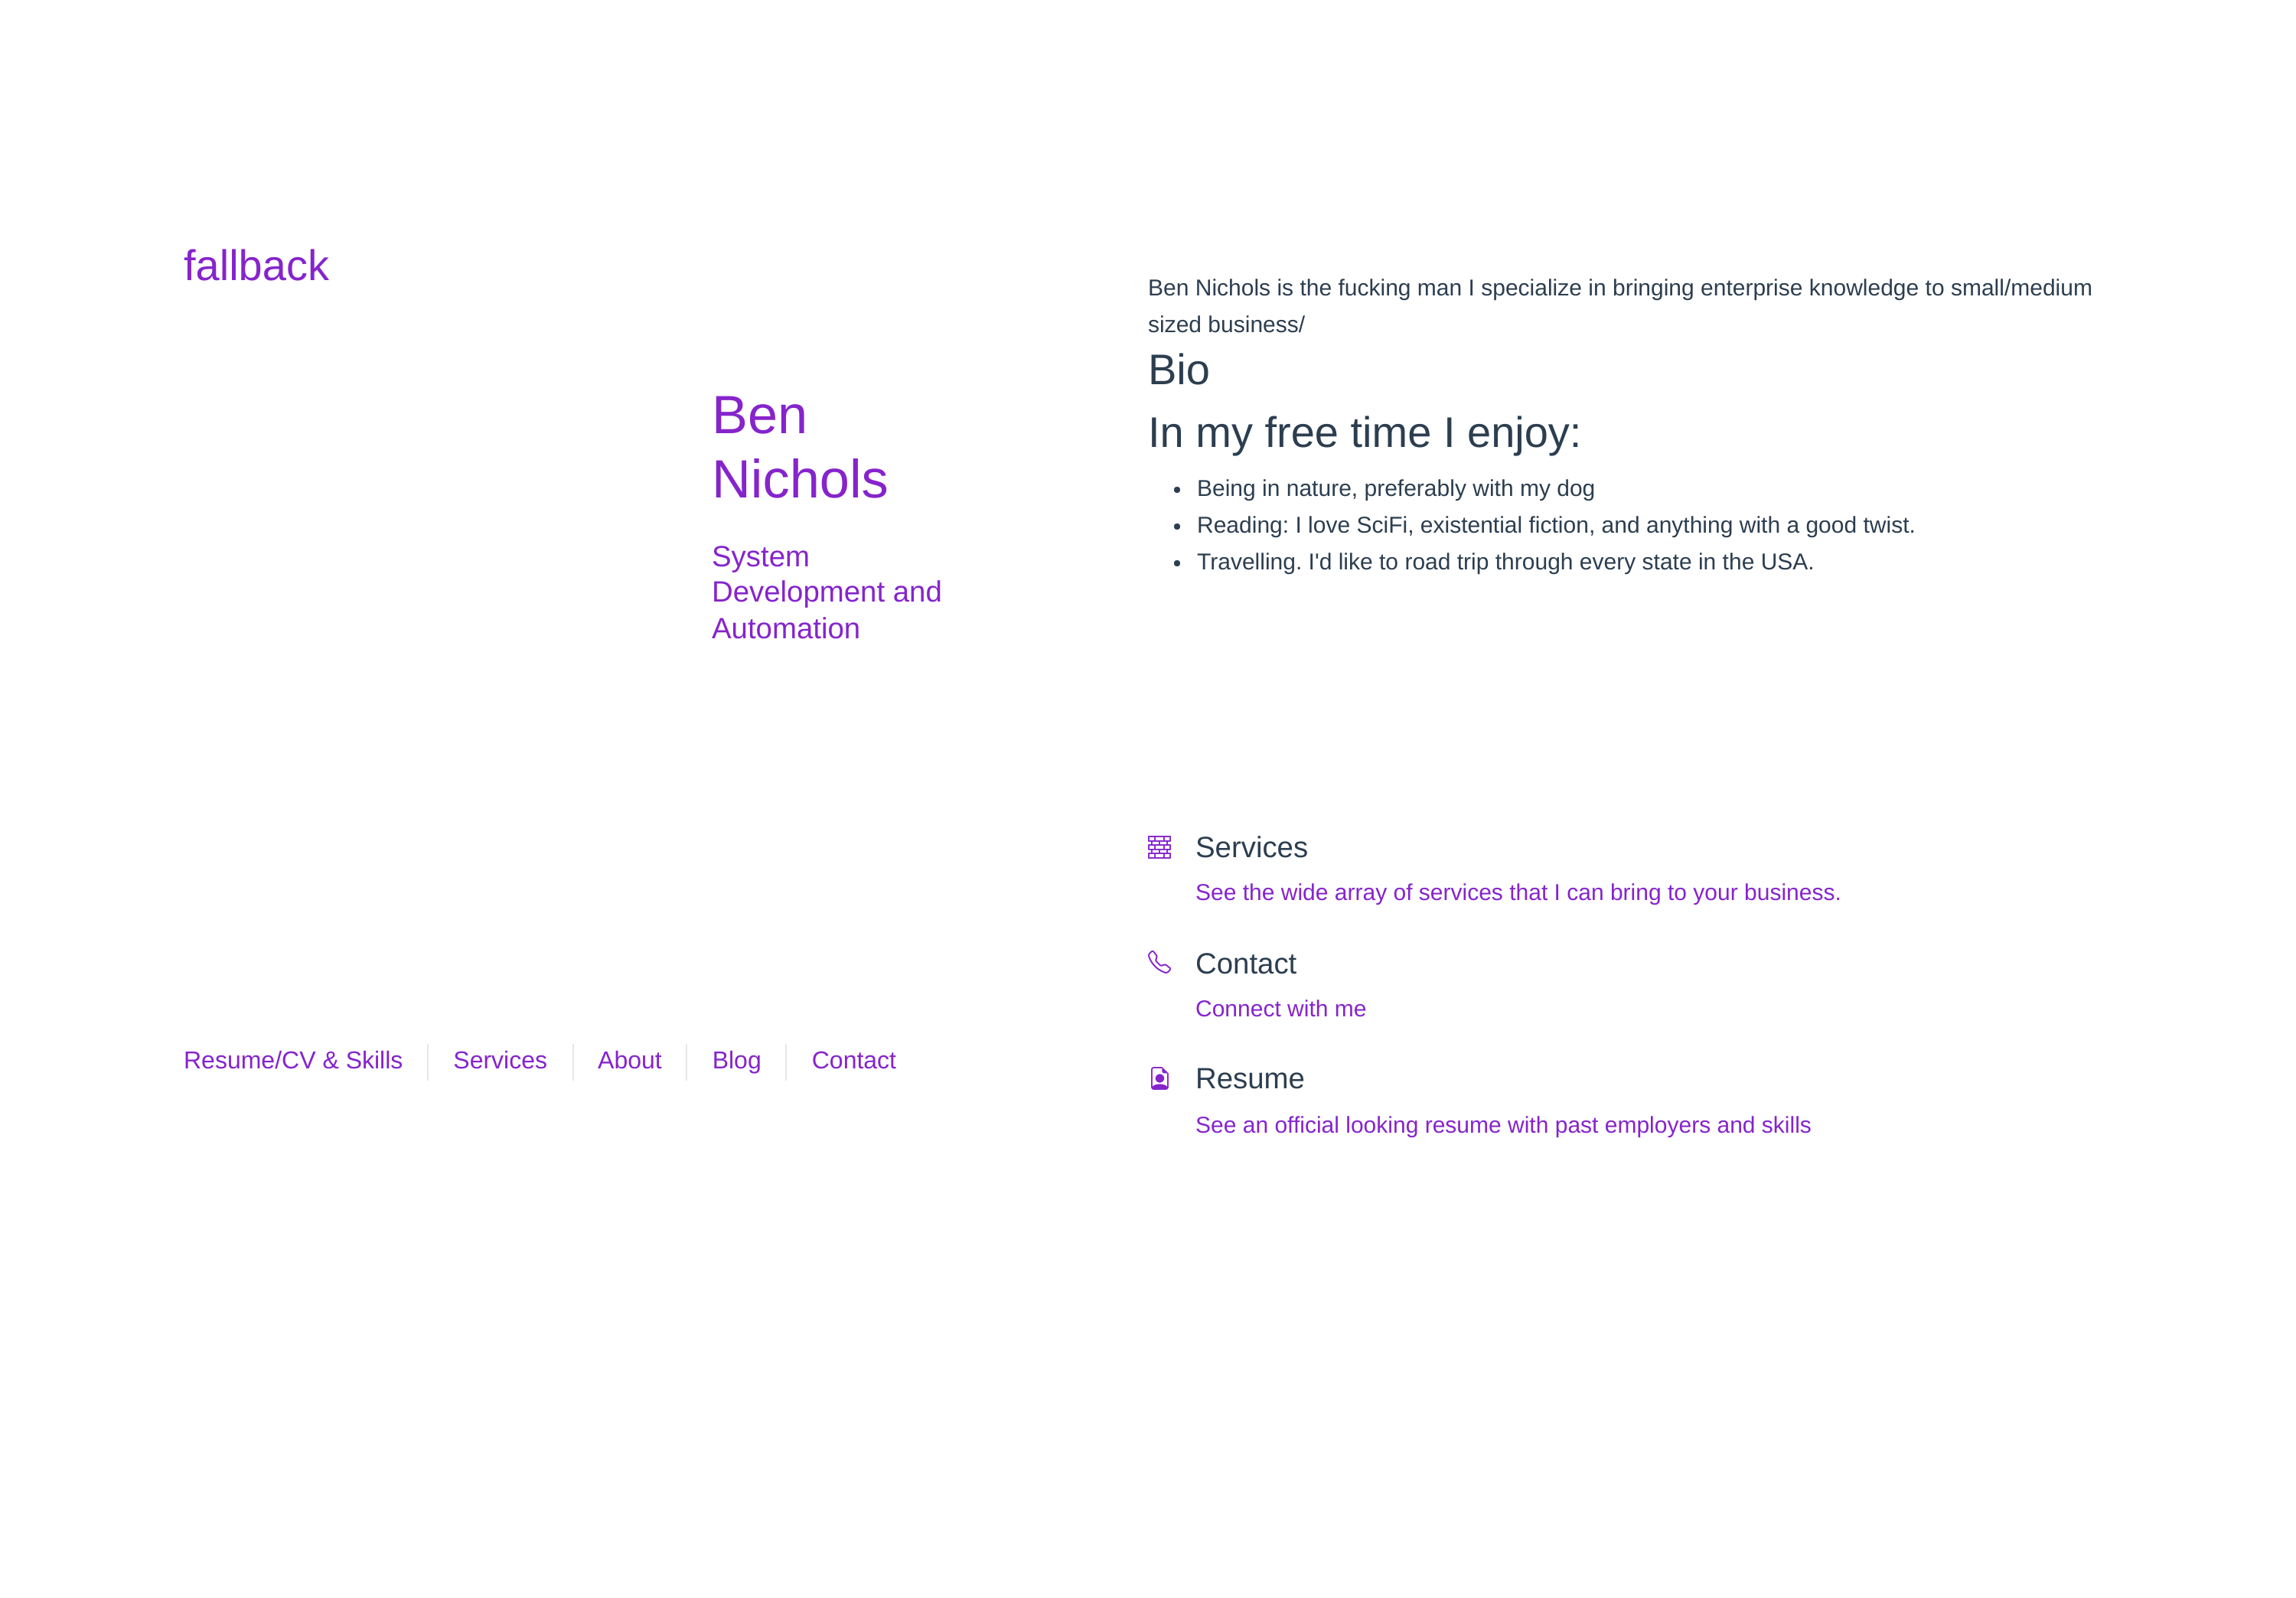 fallback
Ben
Nichols
System
Development and
Automation
Resume/CV & Skills
Services
About
Blog
Contact
Ben Nichols is the fucking man I specialize in bringing enterprise knowledge to small/medium
sized business/
Bio
In my free time I enjoy:
Being in nature, preferably with my dog
Reading: I love SciFi, existential fiction, and anything with a good twist.
Travelling. I'd like to road trip through every state in the USA.
Services
See the wide array of services that I can bring to your business.
Contact
Connect with me
Resume
See an official looking resume with past employers and skills